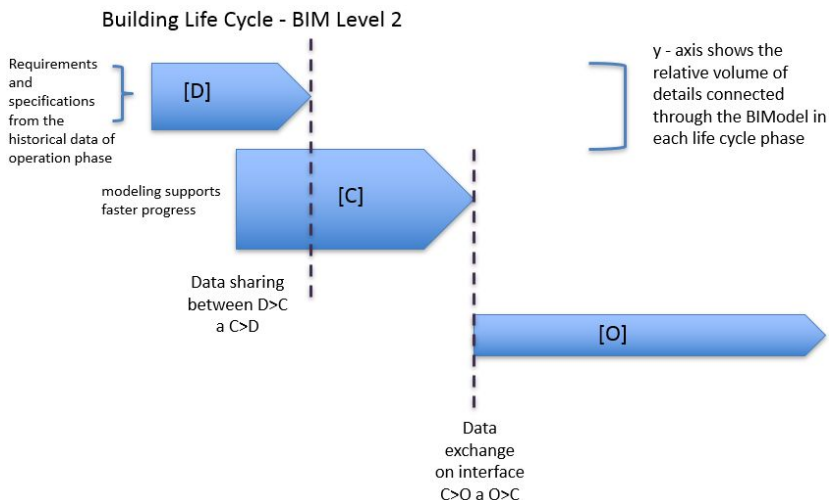 Building Life Cycle - BIM Level 2
Requirements
and
specifications
from the
historical data of
operation phase
[D]
y - axis shows the
relative volume of
details connected
through the BIModel in
each life cycle phase
modeling supports
faster progress
[C]
Data sharing
between D>C
a C>D
[O]
Data
exchange
on interface
C>O a O>C